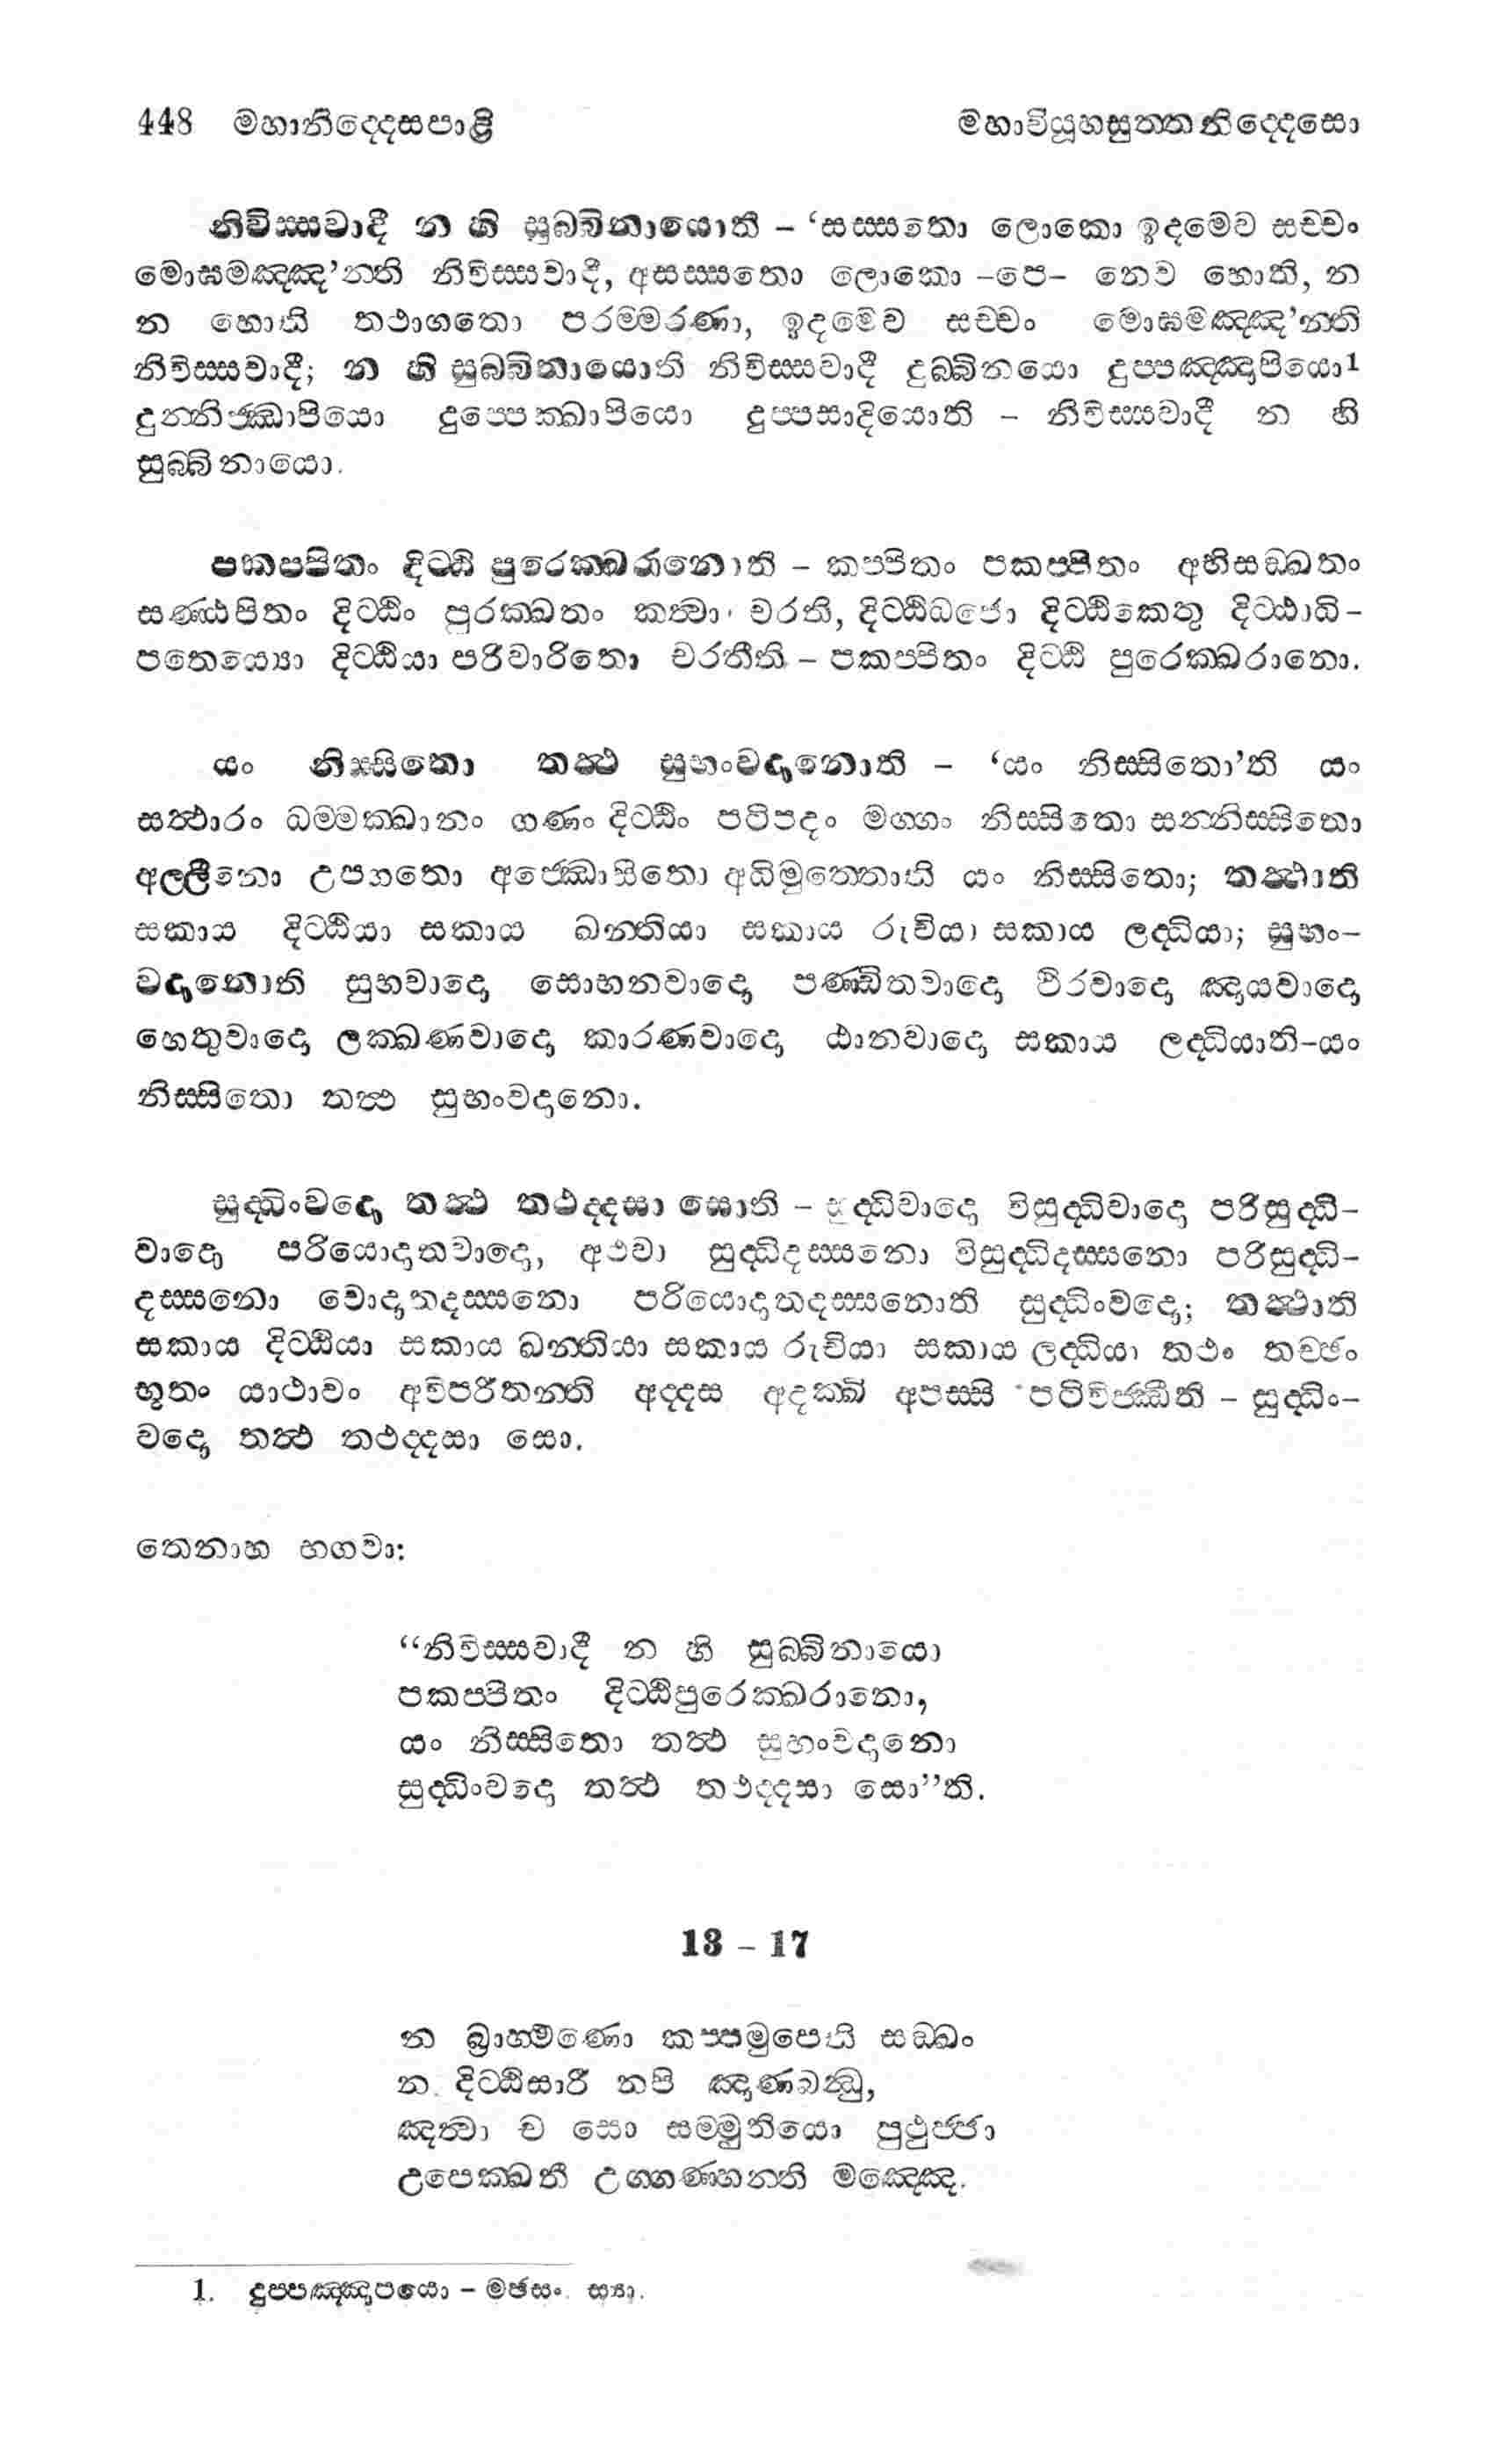 448 මහානිද්දෙසපාළි
මහාවියූහසුත්තනිද්දෙසො
නිවිස්සවාදී න හි සුබ්බිනායොති – ‘සස්සතො ලොකො ඉදමෙව සච්චං
මොඝමඤ්ඤ’න්ති නිවිස්සවාදී, අසස්සතො ලොකො –පෙ– නෙව හොති, න
න හොති තථාගතො පරම්මරණා, ඉදමෙව සච්චං මොඝමඤ්ඤ’න්ති
නිවිස්සවාදී; න හි සුබ්බිනායොති නිවිස්සවාදී දුබ්බිනයො දුප්පඤ්ඤාපියො1
දුන්නිජ්ඣාපියො දුප්පෙක්ඛාපියො දුප්පසාදියොති – නිවිස්සවාදී න හි
සුබ්බිනායො.
පකප්පිතං දිට්ඨි පුරෙක්ඛරානොති – කප්පිතං පකප්පිතං අභිසඞ්ඛතං
සණ්ඨපිතං දිට්ඨිං පුරක්ඛතං කත්වා චරති, දිට්ඨිධජො දිට්ඨිකෙතු දිට්ඨාධි-
පතෙය්‍යො දිට්ඨියා පරිවාරිතො චරතීති – පකප්පිතං දිට්ඨි පුරෙක්ඛරානො.
යං නිස්සිතො තත්ථ සුභංවදානොති – ‘යං නිස්සිතො’ති යං
සත්ථාරං ධම්මක්ඛානං ගණං දිට්ඨිං පටිපදං මග්ගං නිස්සිතො සන්නිස්සිතො
අල්ලීනො උපගතො අජ්ඣොසිතො අධිමුත්තොති යං නිස්සිතො; තත්ථාති
සකාය දිට්ඨියා සකාය ඛන්තියා සකාය රුචියා සකාය ලද්ධියා; සුභං-
වදානොති සුභවාදො සොභනවාදො පණ්ඩිතවාදො ථිරවාදො ඤායවාදො
හෙතුවාදො ලක්ඛණවාදො කාරණවාදො ඨානවාදො සකාය ලද්ධියාති–යං
නිස්සිතො තත්ථ සුභංවදානො.
සුද්ධිංවදො තත්ථ තථද්දසා සොති – සුද්ධිවාදො විසුද්ධිවාදො පරිසුද්ධි-
වාදො පරියොදාතවාදො, අථවා සුද්ධිදස්සනො විසුද්ධිදස්සනො පරිසුද්ධි-
දස්සනො වොදානදස්සනො පරියොදාතදස්සනොති සුද්ධිංවදො; තත්ථාති
සකාය දිට්ඨියා සකාය ඛන්තියා සකාය රුචියා සකාය ලද්ධියා තථං තච්ඡං
භූතං යාථාවං අවිපරීතන්ති අද්දස අදක්ඛි අපස්සි පටිවිජ්ඣීති – සුද්ධිං-
වදො තත්ථ තථද්දසා සො.
තෙනාහ භගවා:
“නිවිස්සවාදී න හි සුබ්බිනායො
පකප්පිතං දිට්ඨිපුරෙක්ඛරානො,
යං නිස්සිතො තත්ථ සුභංවදානො
සුද්ධිංවදො තත්ථ තථද්දසා සො”ති.
13 – 17
න බ්‍රාහ්මණො කප්පමුපෙති සඞ්ඛං
න දිට්ඨිසාරී නපි ඤාණබන්ධු,
ඤත්වා ච සො සම්මුතියො පුථුජ්ජා
උපෙක්ඛතී උග්ගණ්හන්ති මඤ්ඤෙ.
1. දුප්පඤ්ඤාපයො – මඡසං. ස්‍යා.